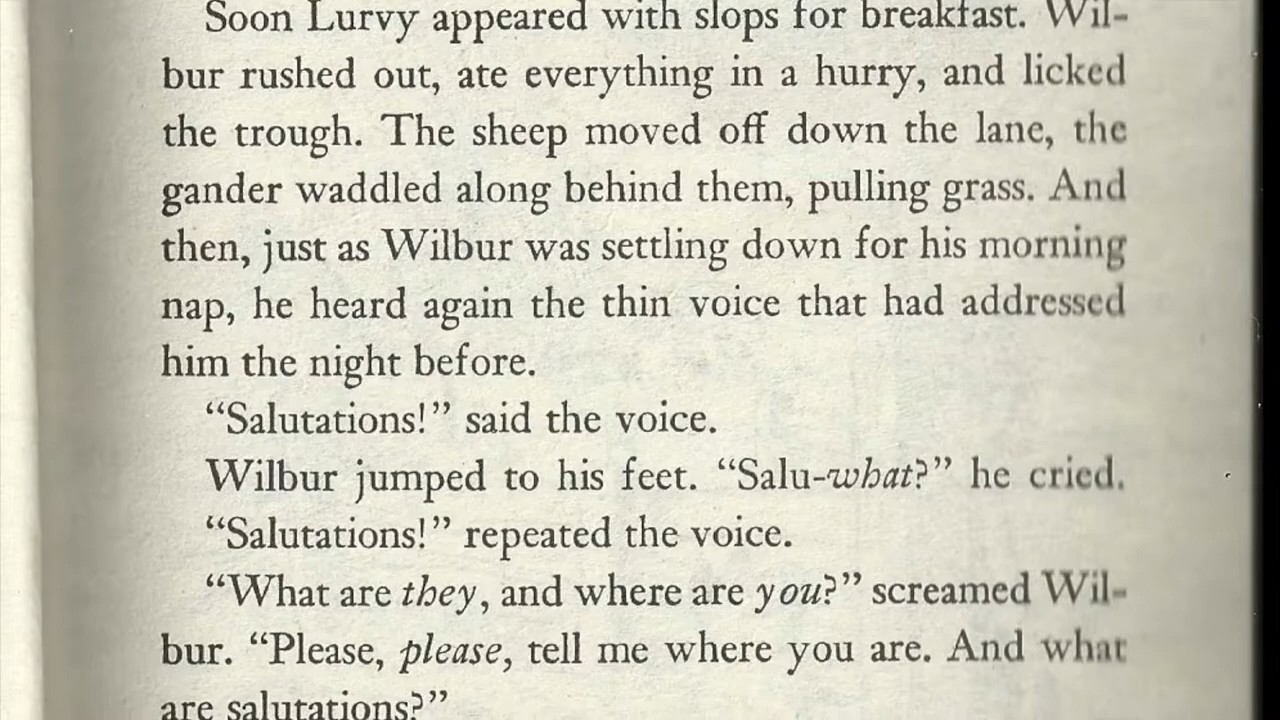 Soon Lurvy appeared with slops for breakfast. Wil-
bur rushed out, ate everything in a hurry, and licked
the trough. The sheep moved off down the lane, the
gander waddled along behind them, pulling grass. And
then, just as Wilbur was settling down for his morning
nap, he heard again the thin voice that had addressed
him the night before.
“Salutations!” said the voice.
Wilbur jumped to his feet. “Salu-what?” he cried.
“Salutations!” repeated the voice.
“What are they, and where are you?” screamed Wil-
bur. “Please, please, tell me where you are. And what
are salutations?”